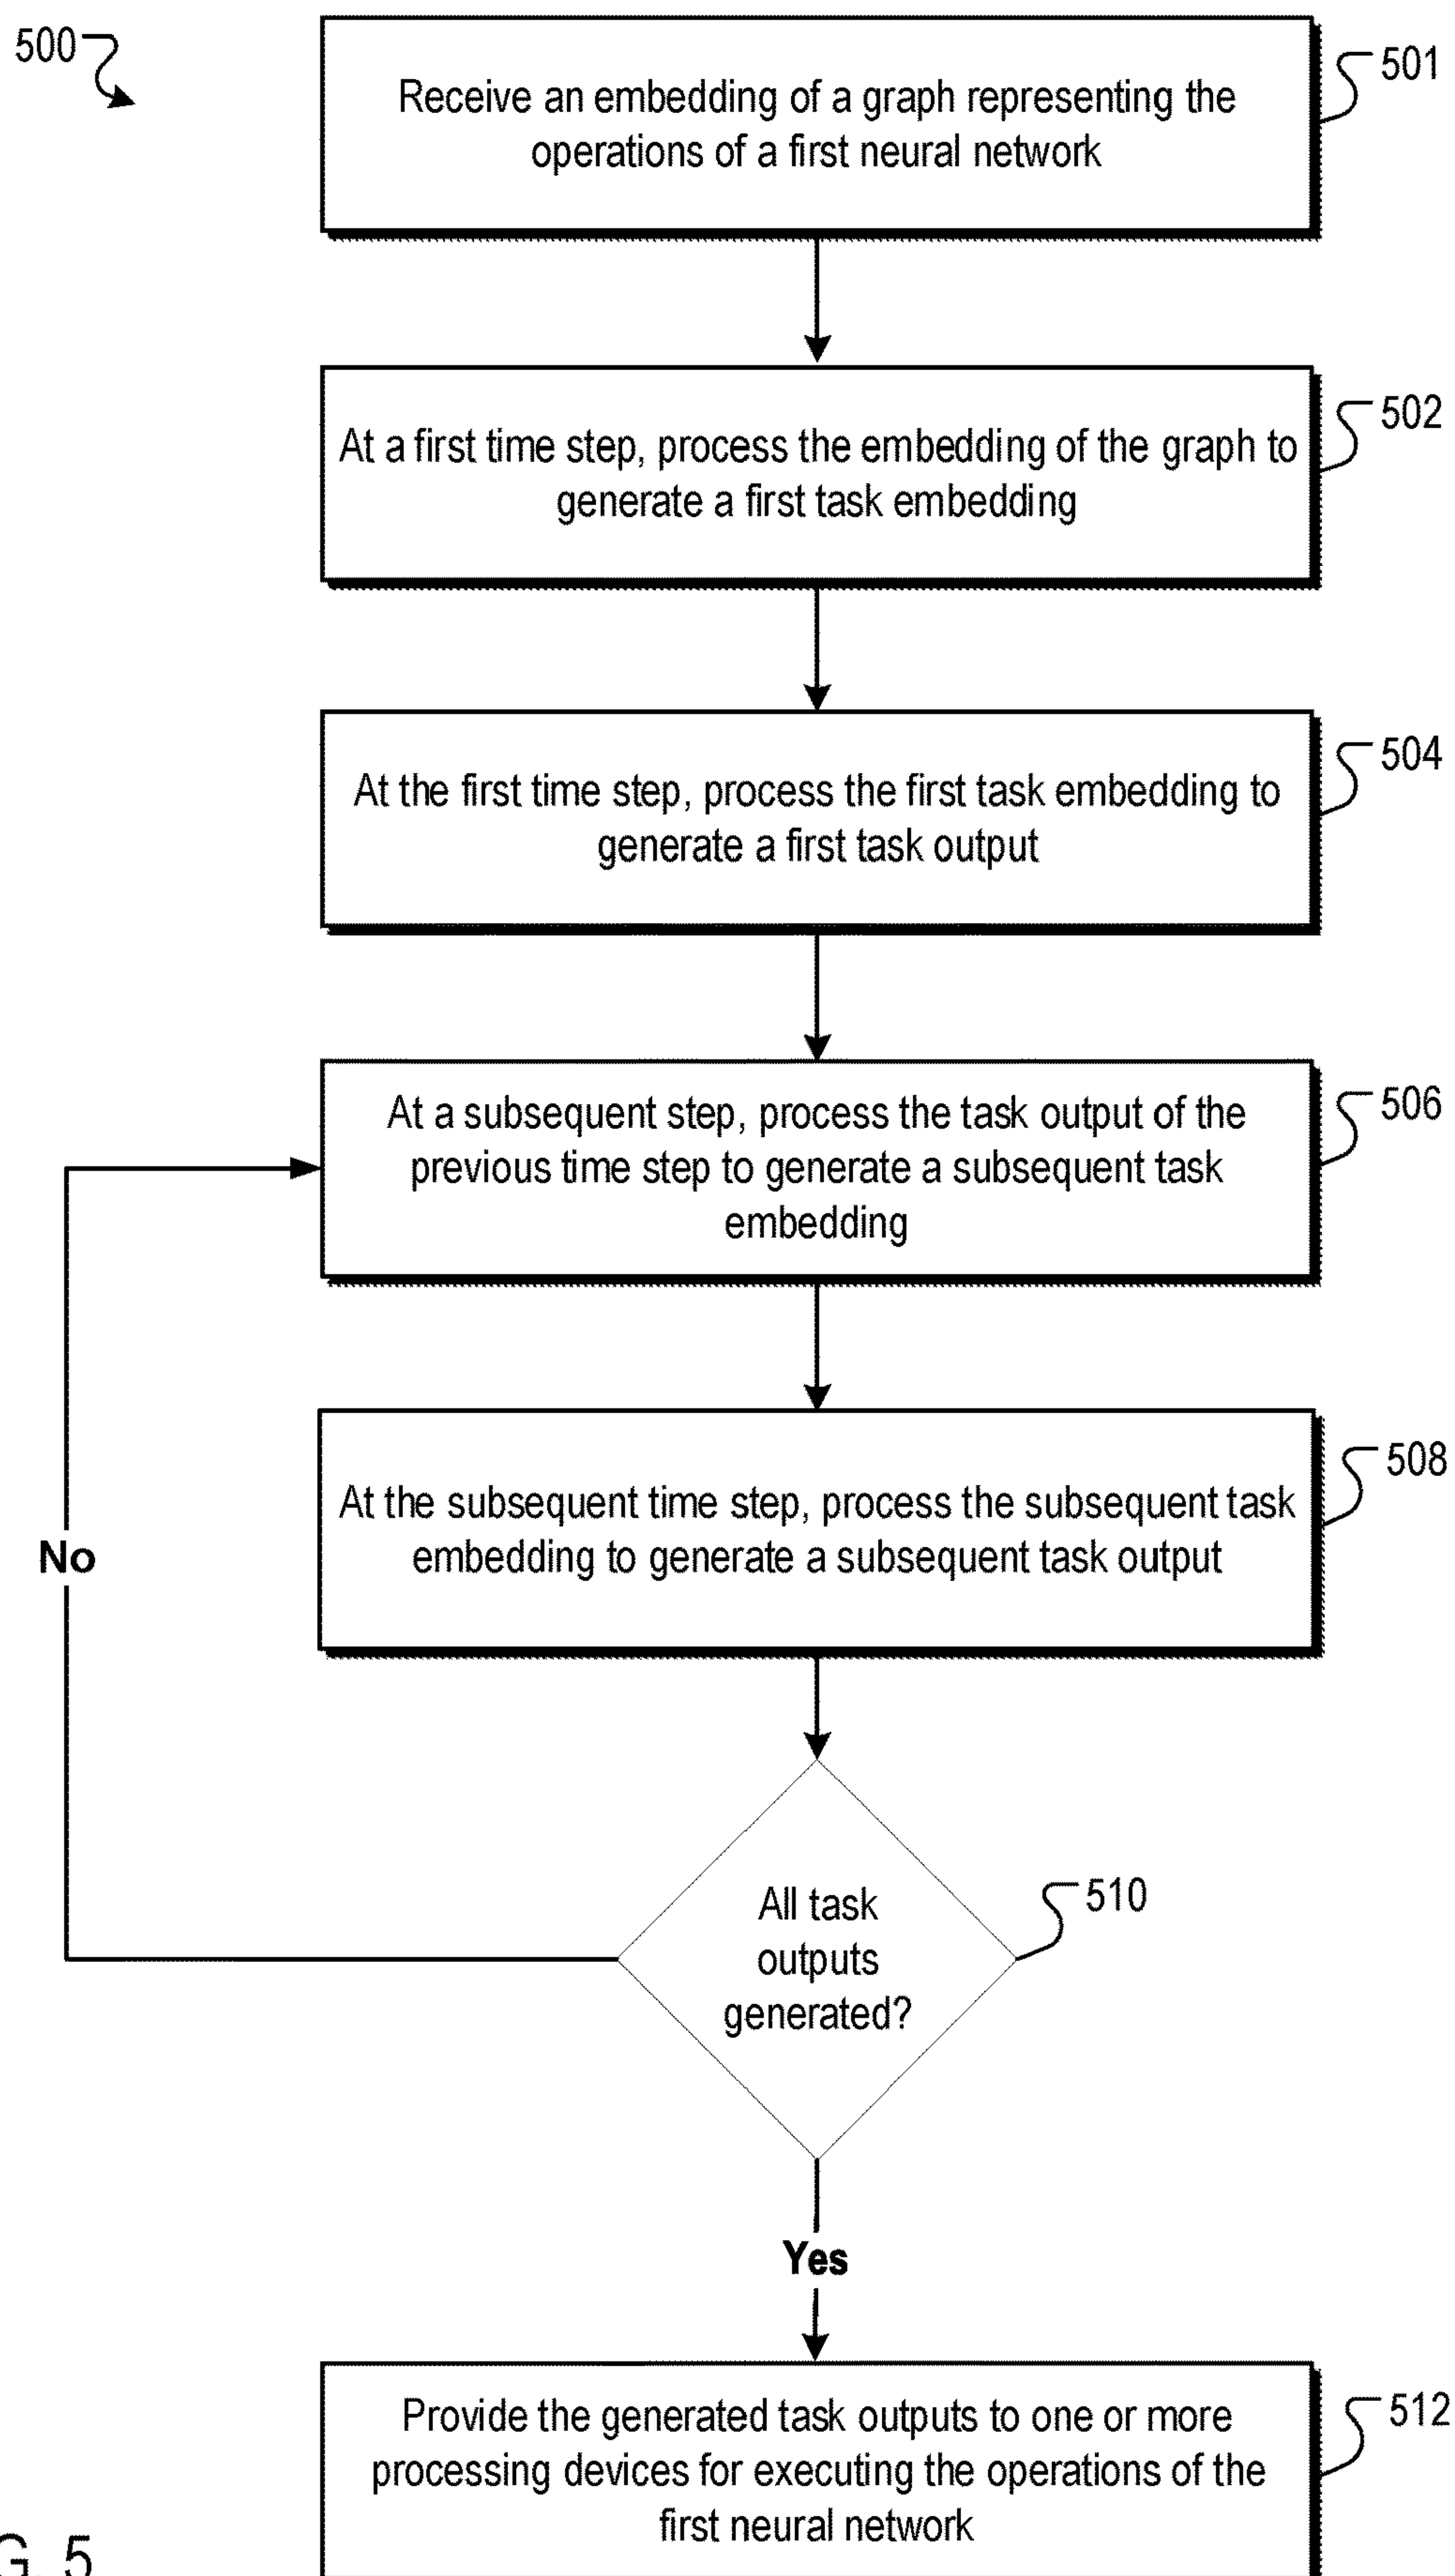 500
Receive an embedding of a graph representing the
operations of a first neural network
501
At a first time step, process the embedding of the graph to
generate a first task embedding
502
At the first time step, process the first task embedding to
generate a first task output
504
At a subsequent step, process the task output of the
previous time step to generate a subsequent task
embedding
506
At the subsequent time step, process the subsequent task
embedding to generate a subsequent task output
508
No
All task
outputs
generated?
510
Yes
Provide the generated task outputs to one or more
processing devices for executing the operations of the
first neural network
512
G. 5